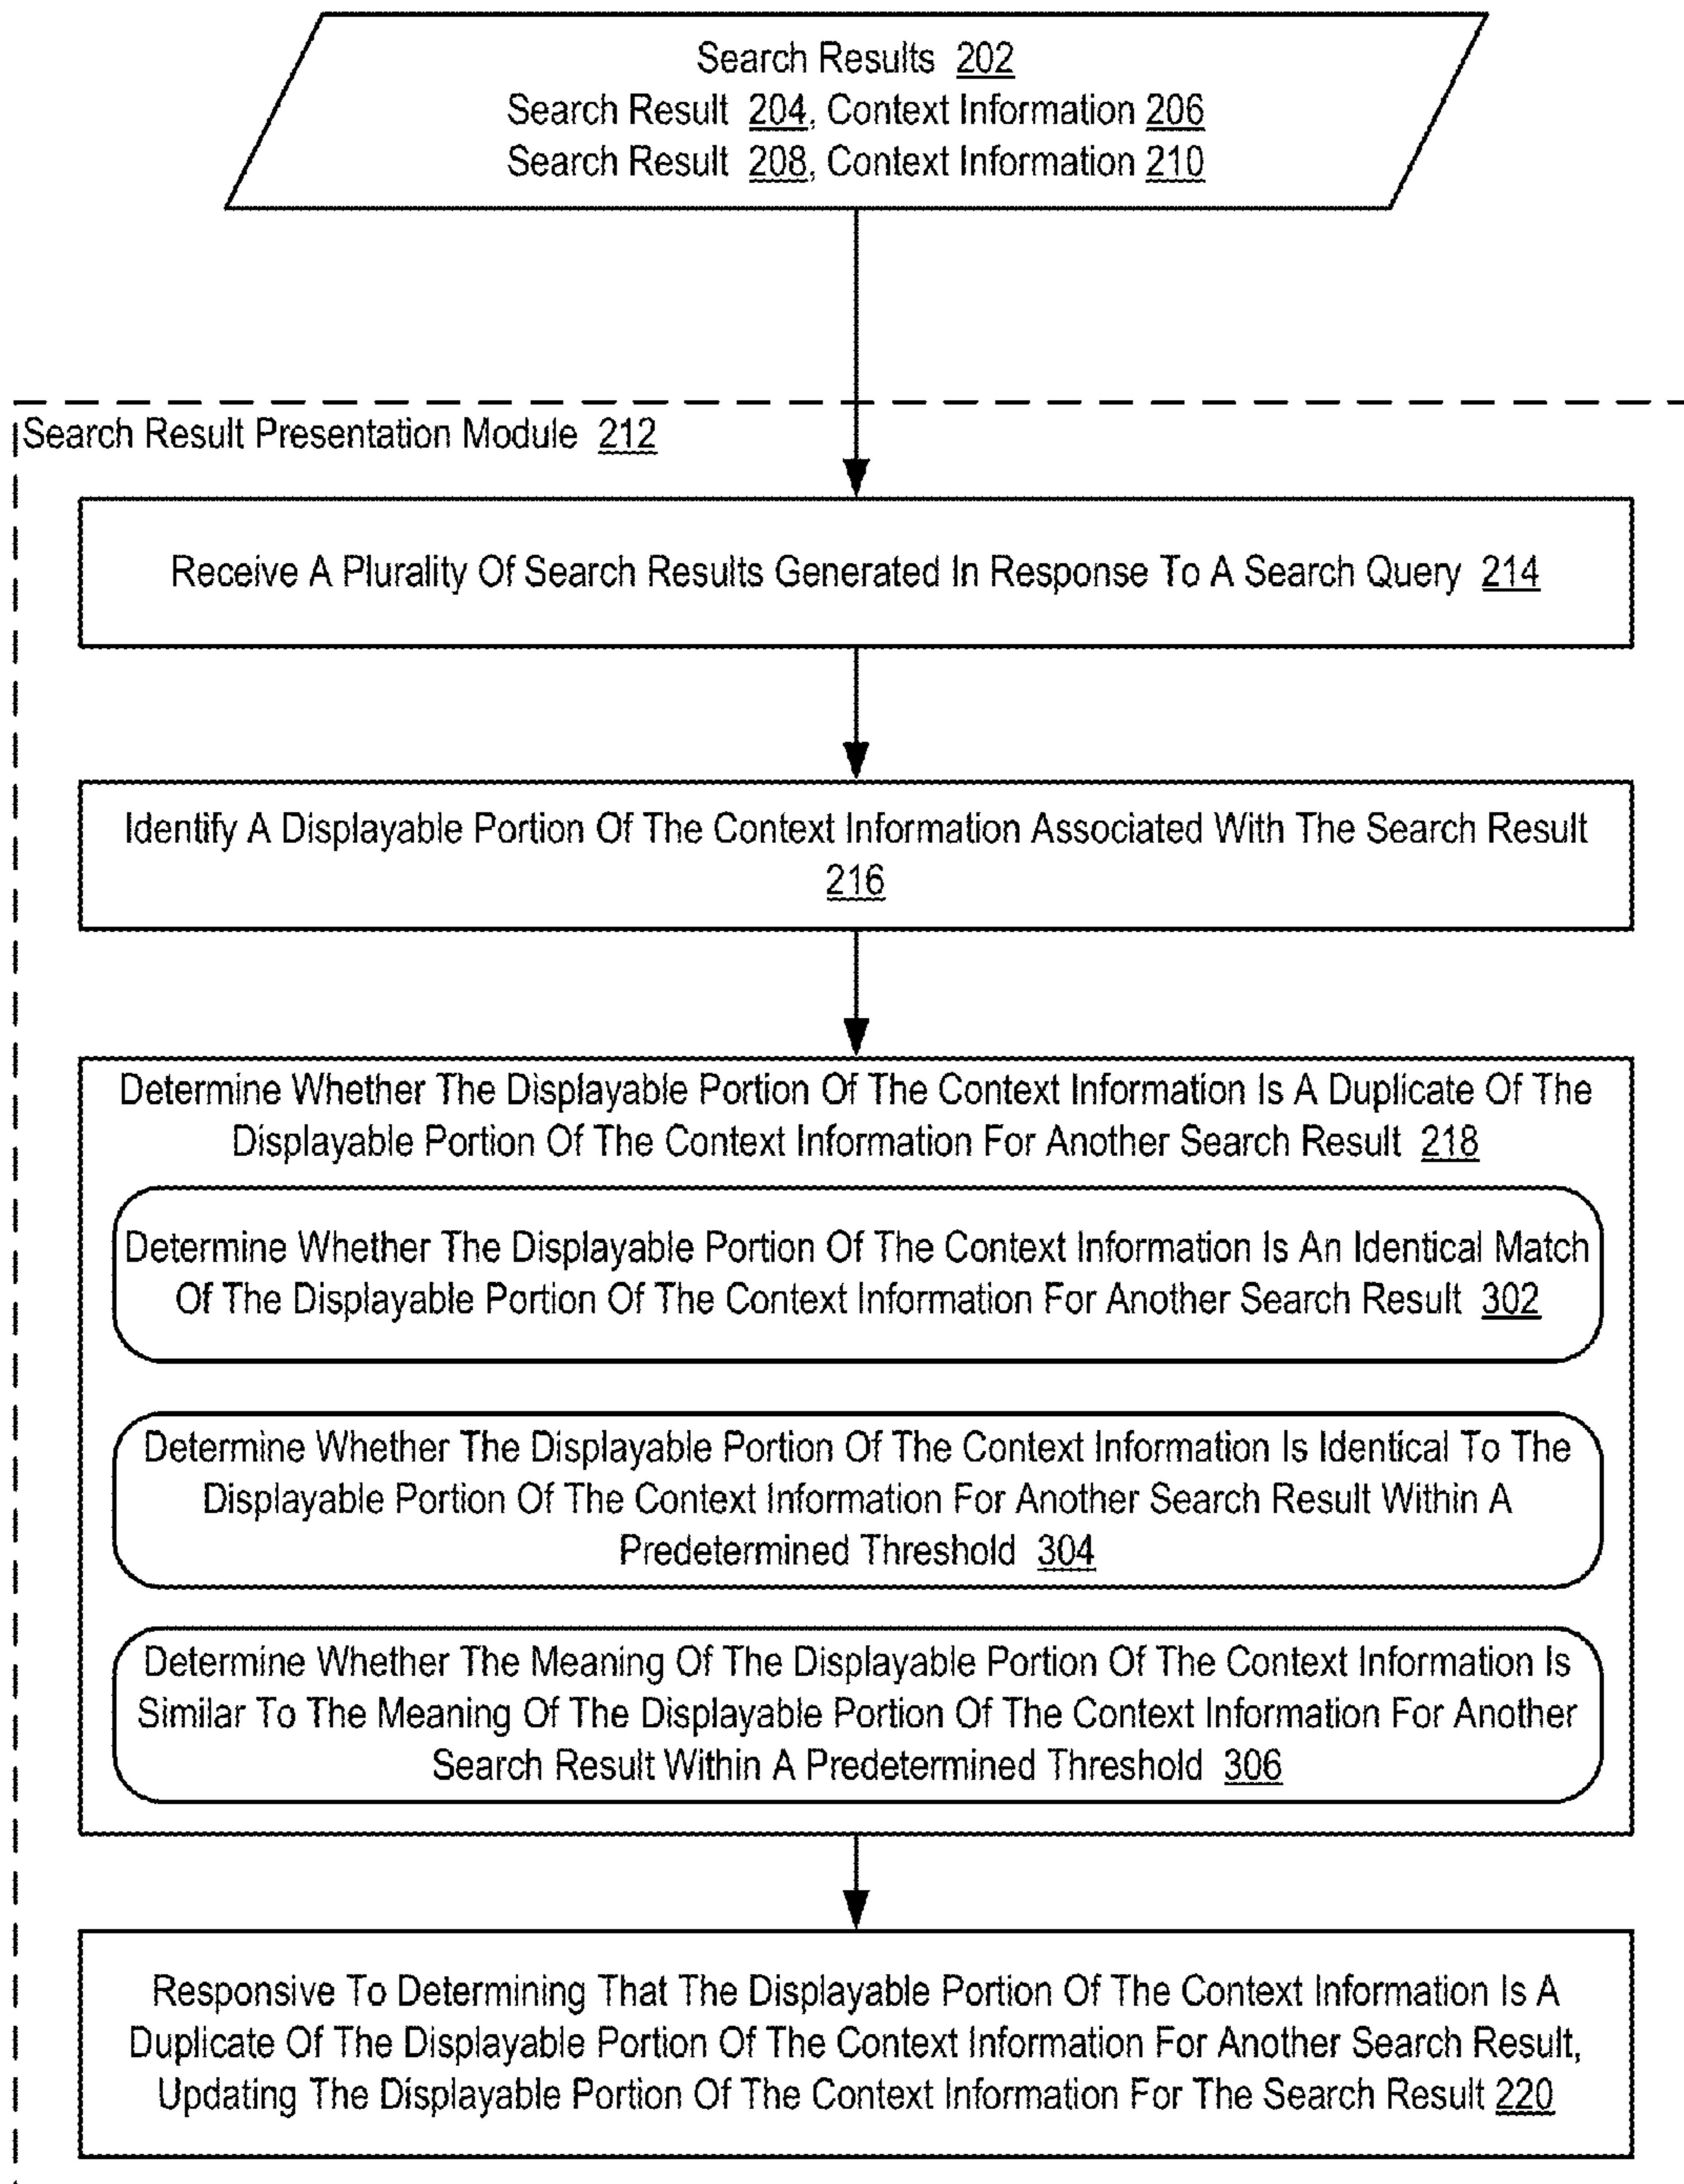 Search Results 202
Search Result 204, Context Information 206
Search Result 208, Context Information 210
Search Result Presentation Module 212
Receive A Plurality Of Search Results Generated In Response To A Search Query 214
Identify A Displayable Portion Of The Context Information Associated With The Search Result
216
Determine Whether The Displayable Portion Of The Context Information Is A Duplicate Of The
Displayable Portion Of The Context Information For Another Search Result 218
Determine Whether The Displayable Portion Of The Context Information Is An Identical Match
Of The Displayable Portion Of The Context Information For Another Search Result 302
Determine Whether The Displayable Portion Of The Context Information Is Identical To The
Displayable Portion Of The Context Information For Another Search Result Within A
Predetermined Threshold 304
Determine Whether The Meaning Of The Displayable Portion Of The Context Information Is
Similar To The Meaning Of The Displayable Portion Of The Context Information For Another
Search Result Within A Predetermined Threshold 306
Responsive To Determining That The Displayable Portion Of The Context Information Is A
Duplicate Of The Displayable Portion Of The Context Information For Another Search Result,
Updating The Displayable Portion Of The Context Information For The Search Result 220